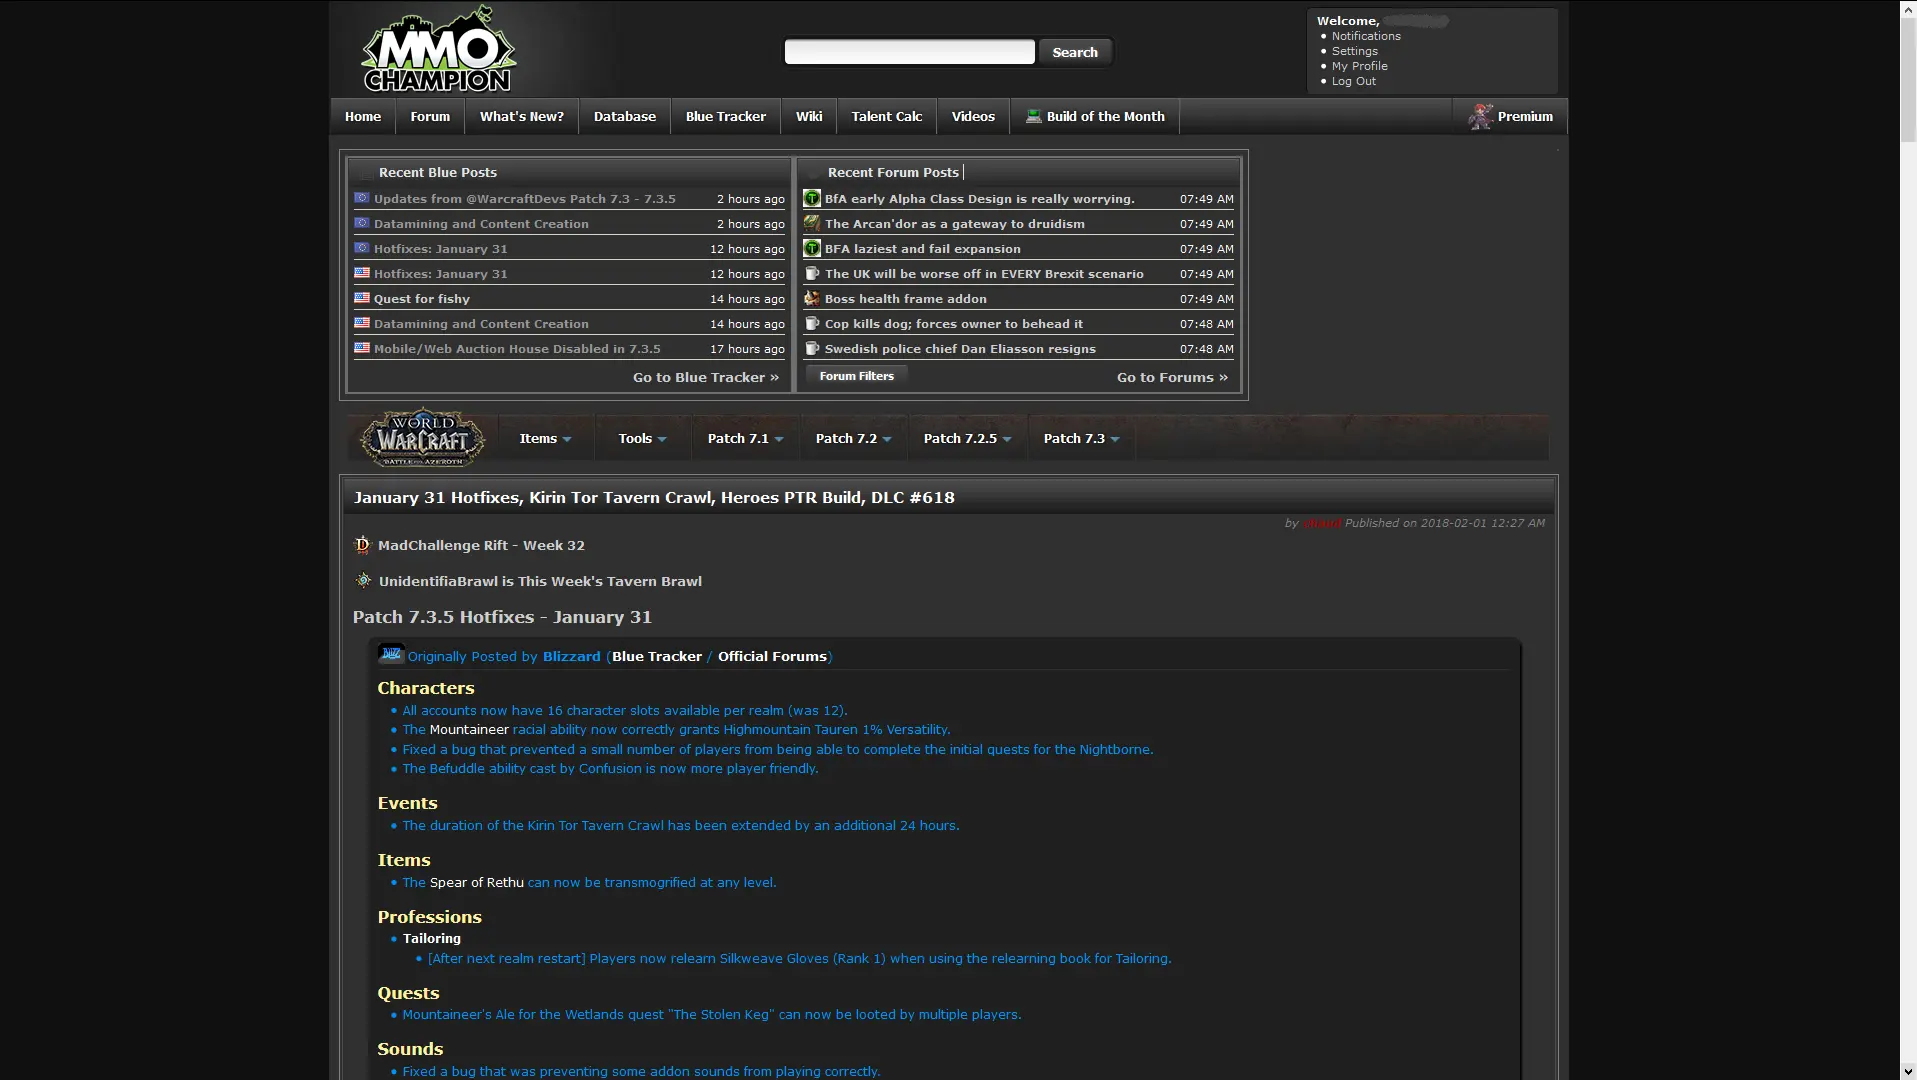 MMO
CHAMPION
Search
Welcome,
Notifications
Settings
My Profile
Log Out
Home
Forum
What's New?
Database
Blue Tracker
Wiki
Talent Calc
Videos
Build of the Month
Premium
Recent Blue Posts
Updates from @WarcraftDevs Patch 7.3 - 7.3.5 2 hours ago
Datamining and Content Creation 2 hours ago
Hotfixes: January 31 12 hours ago
Hotfixes: January 31 12 hours ago
Quest for fishy 14 hours ago
Datamining and Content Creation 14 hours ago
Mobile/Web Auction House Disabled in 7.3.5 17 hours ago
Go to Blue Tracker »
Recent Forum Posts
BfA early Alpha Class Design is really worrying. 07:49 AM
The Arcan'dor as a gateway to druidism 07:49 AM
BFA laziest and fail expansion 07:49 AM
The UK will be worse off in EVERY Brexit scenario 07:49 AM
Boss health frame addon 07:49 AM
Cop kills dog; forces owner to behead it 07:48 AM
Swedish police chief Dan Eliasson resigns 07:48 AM
Forum Filters Go to Forums »
WORLD
WARCRAFT
BATTLE FOR AZEROTH
Items
Tools
Patch 7.1
Patch 7.2
Patch 7.2.5
Patch 7.3
January 31 Hotfixes, Kirin Tor Tavern Crawl, Heroes PTR Build, DLC #618
by Published on 2018-02-01 12:27 AM
MadChallenge Rift - Week 32
UnidentifiaBrawl is This Week's Tavern Brawl
Patch 7.3.5 Hotfixes - January 31
BLIZZ Originally Posted by Blizzard (Blue Tracker / Official Forums)
Characters
• All accounts now have 16 character slots available per realm (was 12).
• The Mountaineer racial ability now correctly grants Highmountain Tauren 1% Versatility.
• Fixed a bug that prevented a small number of players from being able to complete the initial quests for the Nightborne.
• The Befuddle ability cast by Confusion is now more player friendly.
Events
• The duration of the Kirin Tor Tavern Crawl has been extended by an additional 24 hours.
Items
• The Spear of Rethu can now be transmogrified at any level.
Professions
• Tailoring
• [After next realm restart] Players now relearn Silkweave Gloves (Rank 1) when using the relearning book for Tailoring.
Quests
• Mountaineer's Ale for the Wetlands quest "The Stolen Keg" can now be looted by multiple players.
Sounds
• Fixed a bug that was preventing some addon sounds from playing correctly.